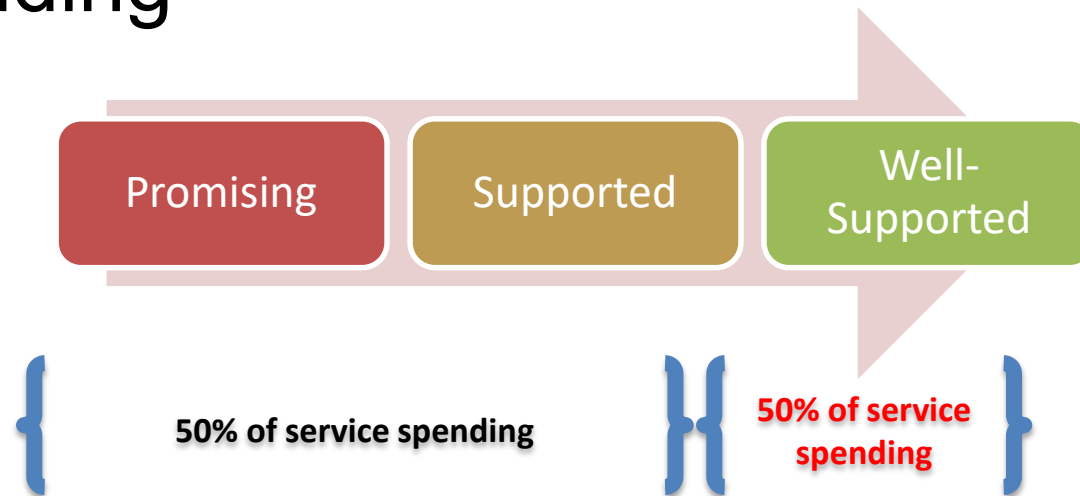 Promising
Supported
Well-
Supported
50% of service spending
50% of service
spending